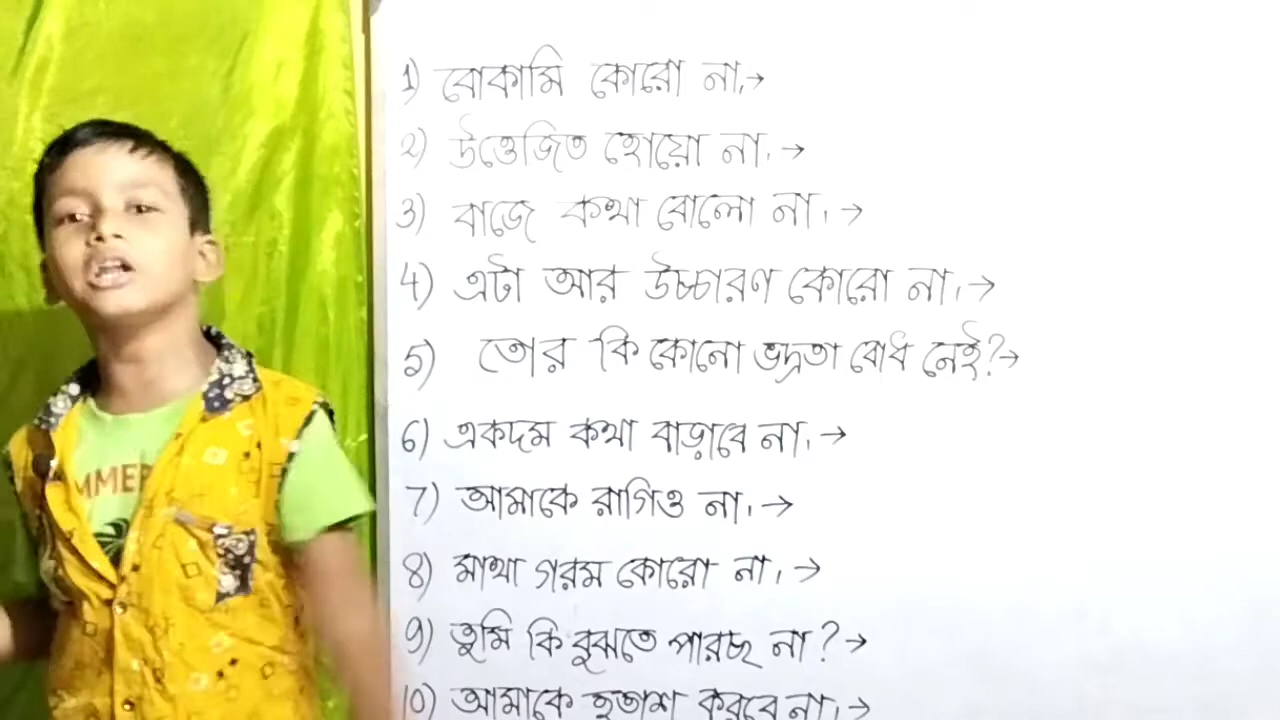 MMER
1) বোকামি কোরো না,→
2) উত্তেজিত হোয়ো না. →
3) বাজে কথা বোলো না. →
4) এটা আর উচ্চারণ কোরো না.→
5) তোর কি কোনো ভদ্রতা বোধ নেই?→
6) একদম কথা বাড়াবে না.→
7) আমাকে রাগিও না.→
8) মাথা গরম কোরো না, →
9) তুমি কি বুঝতে পারছ না?→
10) আমাকে হতাশ করবে না,→